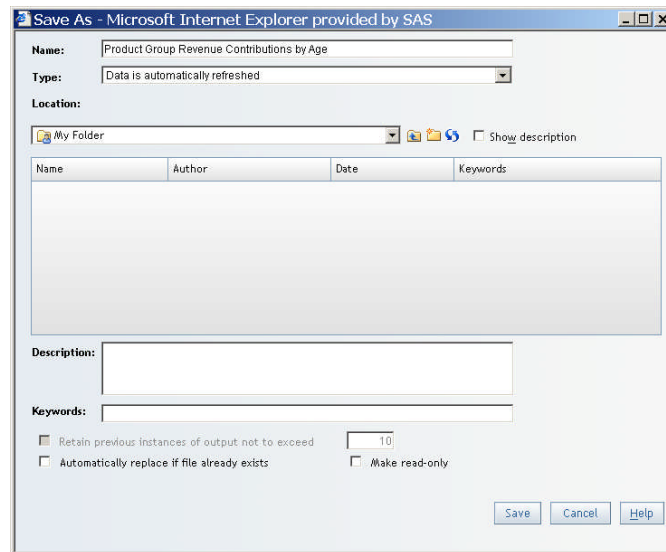 Save As - Microsoft Internet Explorer provided by SAS
Name: Product Group Revenue Contributions by Age
Type: Data is automatically refreshed
Location:
My Folder Show description
Name Author Date Keywords
Description:
Keywords:
Retain previous instances of output not to exceed 10
Automatically replace if file already exists Make read-only
Save Cancel Help